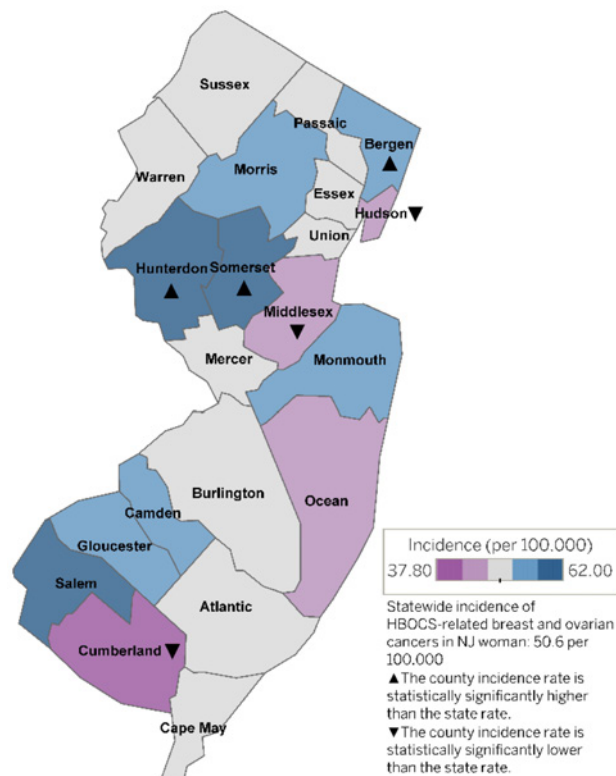 Sussex
Passaic
Bergen
▲
Warren
Morris
Essex
Hudson▼
Union
Hunterdon
▲
Somerset
▲
Middlesex
▼
Mercer
Monmouth
Burlington
Ocean
Camden
Gloucester
Salem
Atlantic
Cumberland ▼
Cape May
Incidence (per 100.000)
37.80 62.00
Statewide incidence of
HBOCS-related breast and ovarian
cancers in NJ woman: 50.6 per
100.000
▲The county incidence rate is
statistically significantly higher
than the state rate.
▼The county incidence rate is
statistically significantly lower
than the state rate.